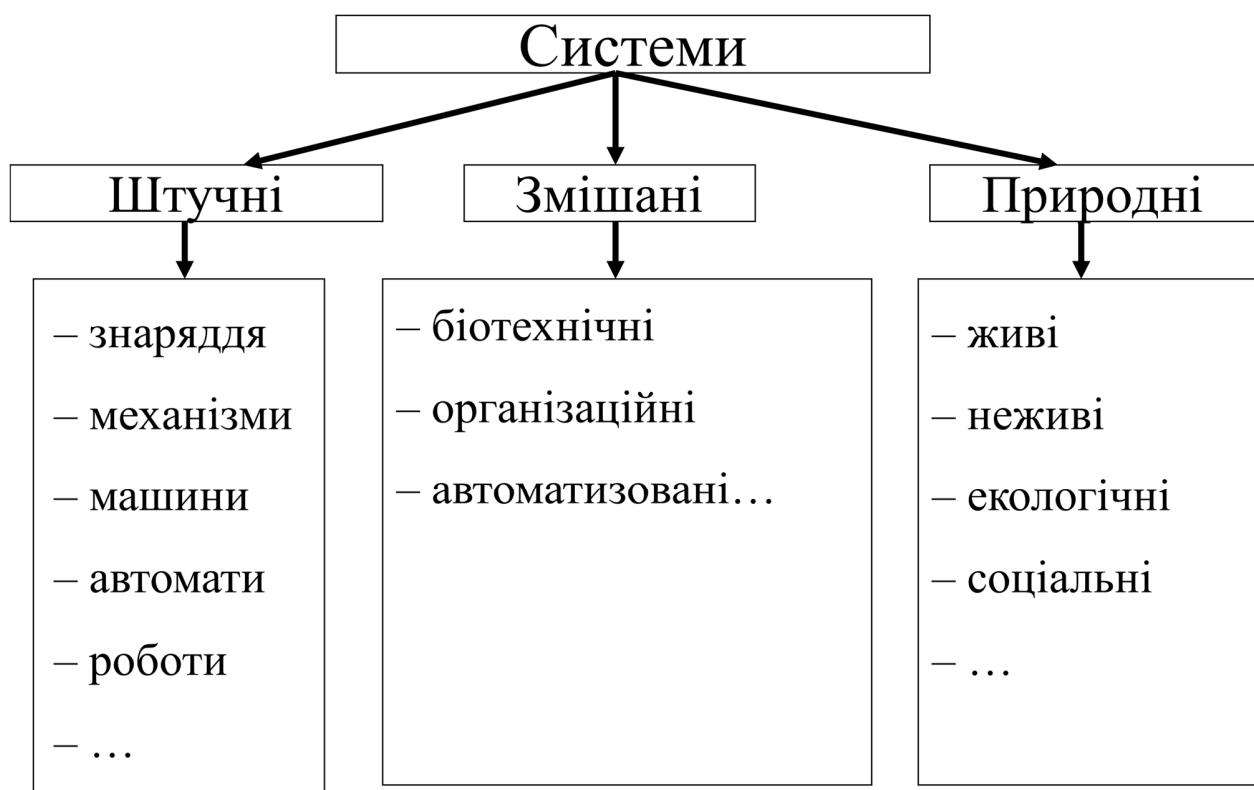 Системи
Штучні
Змішані
Природні
– знаряддя
– механізми
– машини
– автомати
– роботи
– …
– біотехнічні
– організаційні
– автоматизовані…
– живі
– неживі
– екологічні
– соціальні
– …